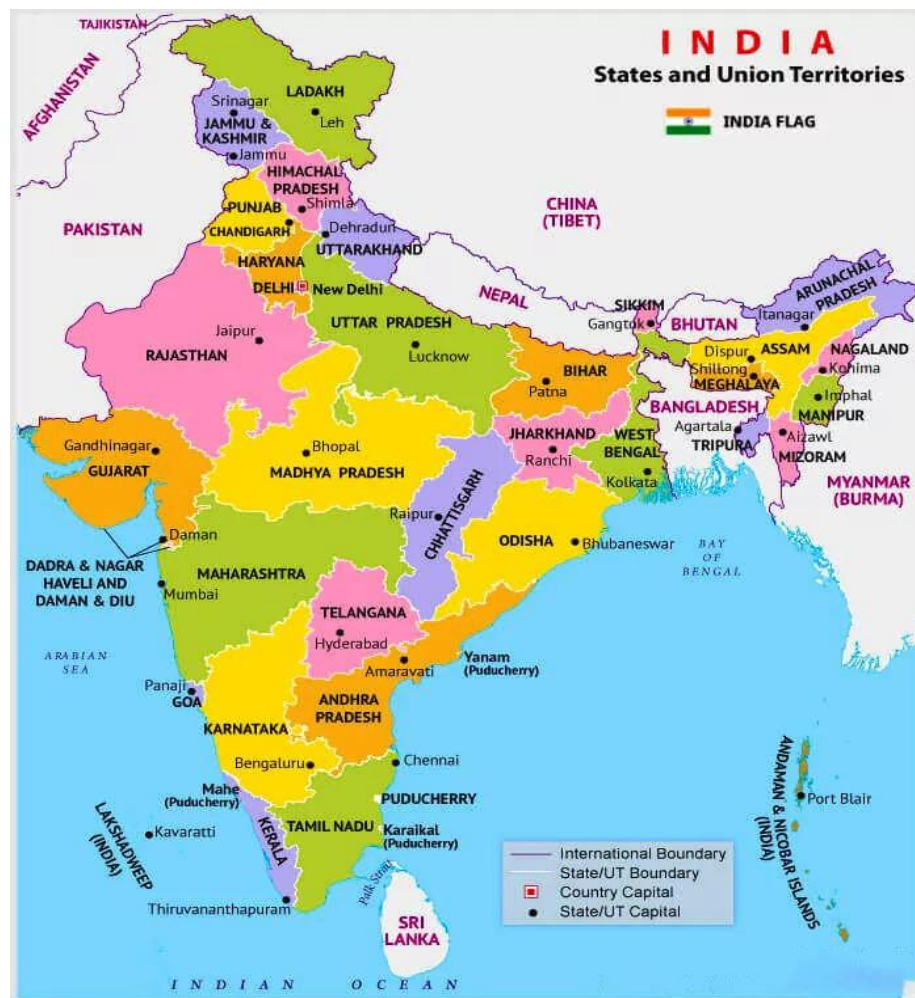 INDIA
States and Union Territories
INDIA FLAG
TAJIKISTAN
AFGHANISTAN
PAKISTAN
CHINA
(TIBET)
NEPAL
BHUTAN
BANGLADESH
MYANMAR
(BURMA)
SRI
LANKA
LADAKH
Leh
Srinagar
JAMMU &
KASHMIR
Jammu
HIMACHAL
PRADESH
Shimla
PUNJAB
CHANDIGARH
Dehradun
UTTARAKHAND
HARYANA
DELHI
New Delhi
RAJASTHAN
Jaipur
UTTAR PRADESH
Lucknow
BIHAR
Patna
SIKKIM
Gangtok
ARUNACHAL
PRADESH
Itanagar
ASSAM
Dispur
NAGALAND
Kohima
Shillong
MEGHALAYA
Imphal
MANIPUR
Agartala
TRIPURA
Aizawl
MIZORAM
JHARKHAND
Ranchi
WEST
BENGAL
Kolkata
Gandhinagar
GUJARAT
Bhopal
MADHYA PRADESH
Raipur
CHHATTISGARH
ODISHA
Bhubaneswar
Daman
DADRA & NAGAR
HAVELI AND
DAMAN & DIU
MAHARASHTRA
Mumbai
TELANGANA
Hyderabad
Amaravati
Yanam
(Puducherry)
ANDHRA
PRADESH
Panaji
GOA
KARNATAKA
Bengaluru
Chennai
Mahe
(Puducherry)
PUDUCHERRY
TAMIL NADU
Karaikal
(Puducherry)
KERALA
Thiruvananthapuram
LAKSHADWEEP
(INDIA)
Kavaratti
ANDAMAN & NICOBAR ISLANDS
(INDIA)
Port Blair
ARABIAN
SEA
BAY
OF
BENGAL
Palk Strait
INDIAN OCEAN
International Boundary
State/UT Boundary
Country Capital
State/UT Capital